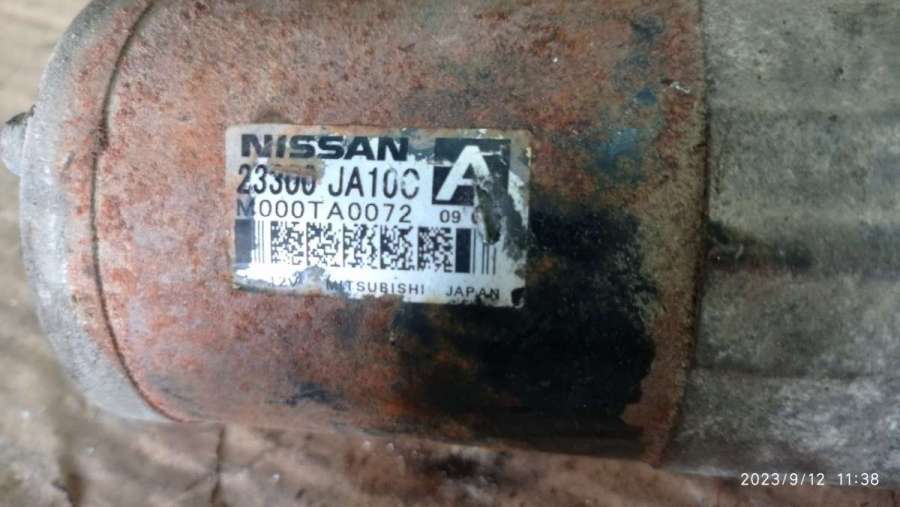 NISSAN
23300 JA10C A
M000TA0072 09
12V MITSUBISHI JAPAN
2023/9/12 11:38